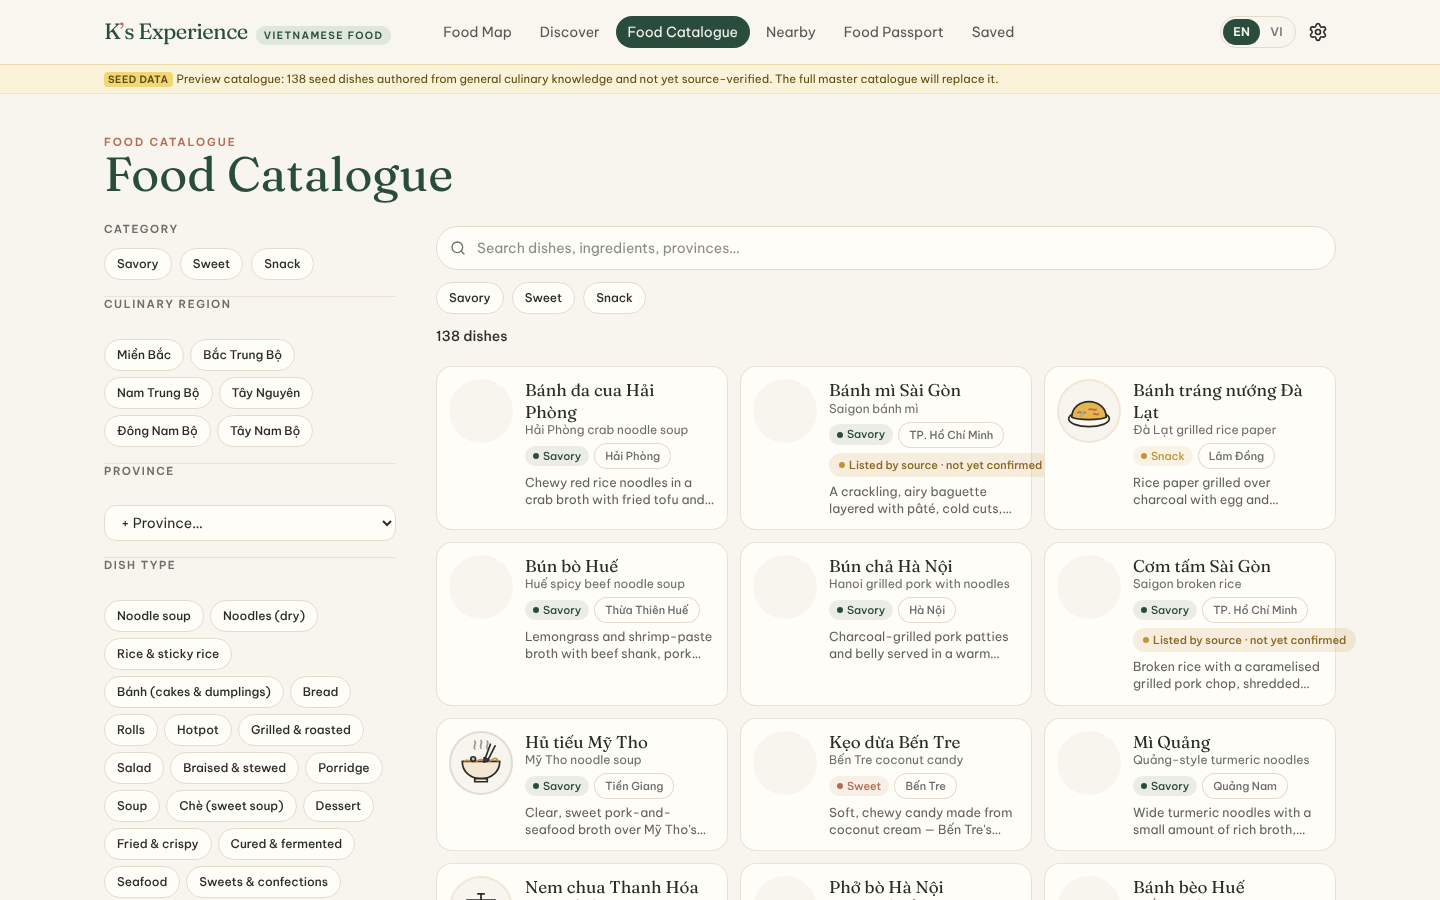 K's Experience VIETNAMESE FOOD
Food Map Discover Food Catalogue Nearby Food Passport Saved
EN VI
SEED DATA Preview catalogue: 138 seed dishes authored from general culinary knowledge and not yet source-verified. The full master catalogue will replace it.
FOOD CATALOGUE
Food Catalogue
CATEGORY
Savory Sweet Snack
CULINARY REGION
Miền Bắc Bắc Trung Bộ
Nam Trung Bộ Tây Nguyên
Đông Nam Bộ Tây Nam Bộ
PROVINCE
+ Province...
DISH TYPE
Noodle soup Noodles (dry)
Rice & sticky rice
Bánh (cakes & dumplings) Bread
Rolls Hotpot Grilled & roasted
Salad Braised & stewed Porridge
Soup Chè (sweet soup) Dessert
Fried & crispy Cured & fermented
Seafood Sweets & confections
Search dishes, ingredients, provinces...
Savory Sweet Snack
138 dishes
Bánh đa cua Hải
Phòng
Hải Phòng crab noodle soup
Savory Hải Phòng
Chewy red rice noodles in a
crab broth with fried tofu and...
Bánh mì Sài Gòn
Saigon bánh mì
Savory TP. Hồ Chí Minh
Listed by source · not yet confirmed
A crackling, airy baguette
layered with pâté, cold cuts,...
Bánh tráng nướng Đà
Lạt
Đà Lạt grilled rice paper
Snack Lâm Đồng
Rice paper grilled over
charcoal with egg and...
Bún bò Huế
Huế spicy beef noodle soup
Savory Thừa Thiên Huế
Lemongrass and shrimp-paste
broth with beef shank, pork...
Bún chả Hà Nội
Hanoi grilled pork with noodles
Savory Hà Nội
Charcoal-grilled pork patties
and belly served in a warm...
Cơm tấm Sài Gòn
Saigon broken rice
Savory TP. Hồ Chí Minh
Listed by source · not yet confirmed
Broken rice with a caramelised
grilled pork chop, shredded...
Hủ tiếu Mỹ Tho
Mỹ Tho noodle soup
Savory Tiền Giang
Clear, sweet pork-and-
seafood broth over Mỹ Tho's...
Kẹo dừa Bến Tre
Bến Tre coconut candy
Sweet Bến Tre
Soft, chewy candy made from
coconut cream — Bến Tre's...
Mì Quảng
Quảng-style turmeric noodles
Savory Quảng Nam
Wide turmeric noodles with a
small amount of rich broth,...
Nem chua Thanh Hóa
Phở bò Hà Nội
Bánh bèo Huế